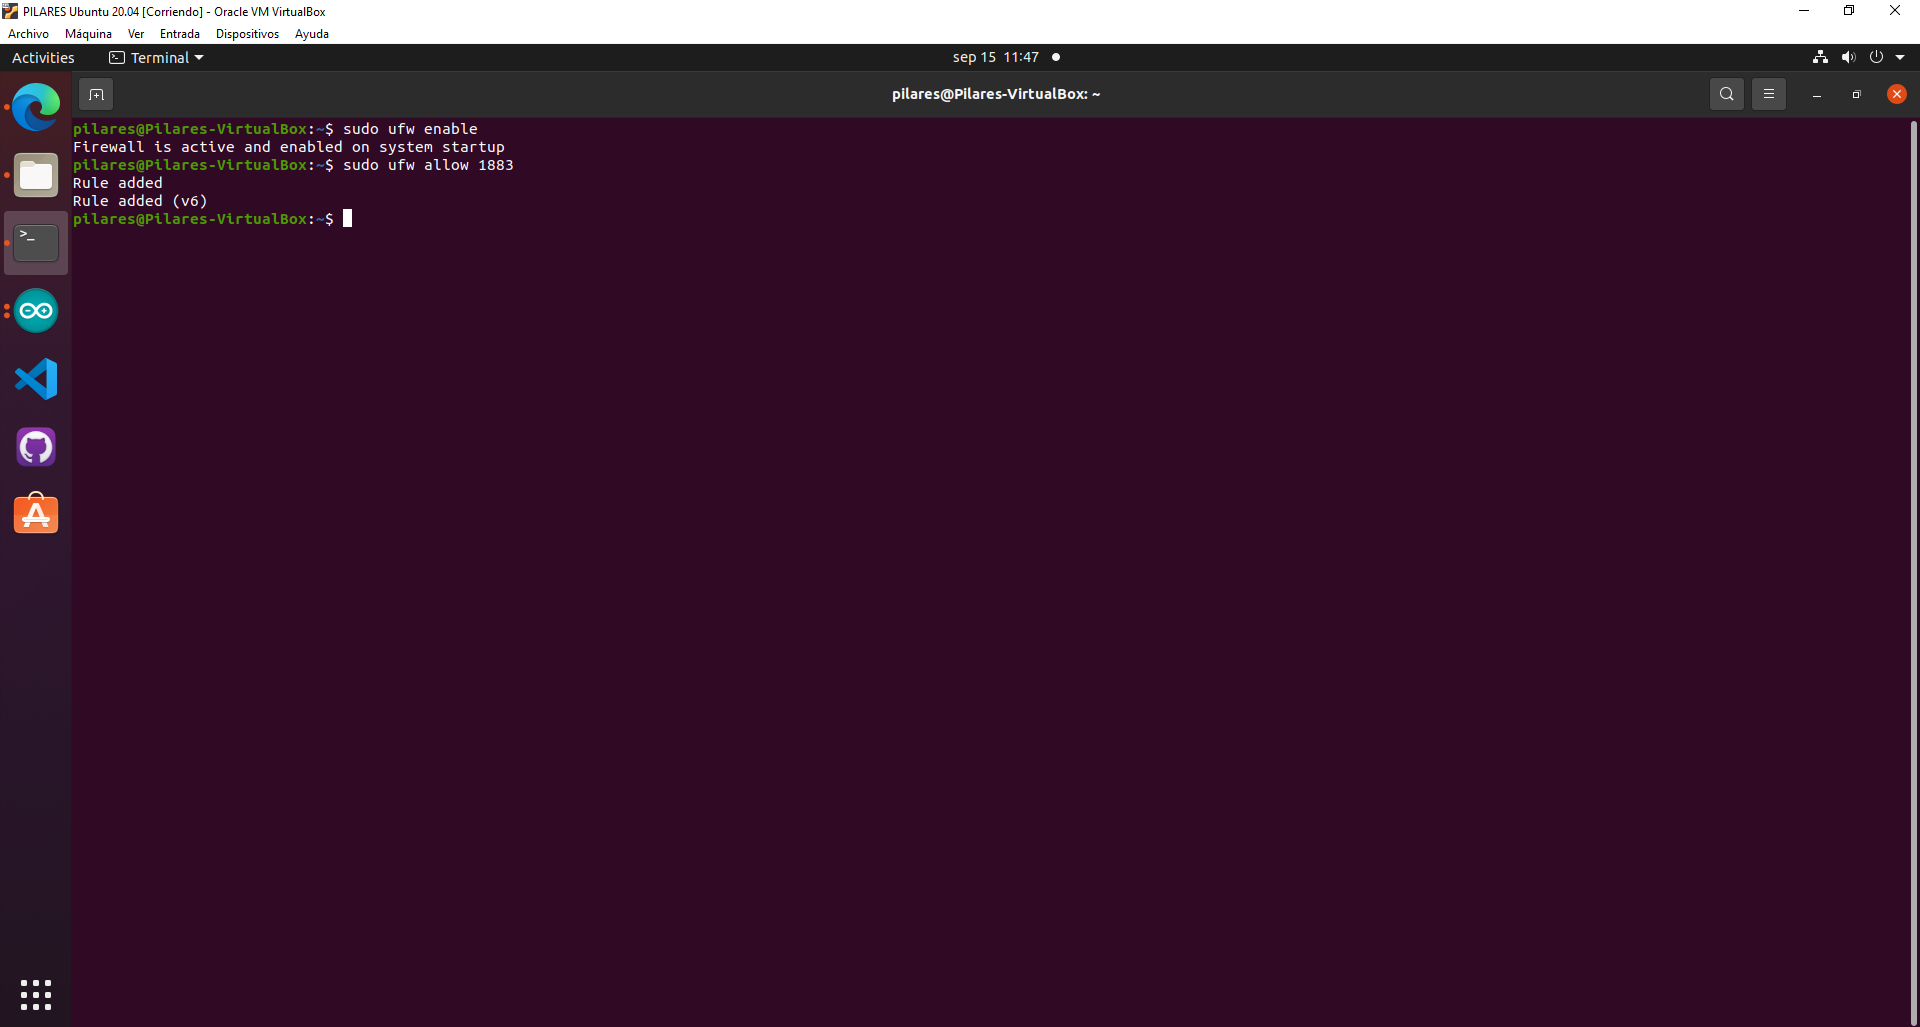 PILARES Ubuntu 20.04 [Corriendo] - Oracle VM VirtualBox
Archivo Máquina Ver Entrada Dispositivos Ayuda
Activities Terminal sep 15 11:47
pilares@Pilares-VirtualBox: ~
pilares@Pilares-VirtualBox:~$ sudo ufw enable
Firewall is active and enabled on system startup
pilares@Pilares-VirtualBox:~$ sudo ufw allow 1883
Rule added
Rule added (v6)
pilares@Pilares-VirtualBox:~$